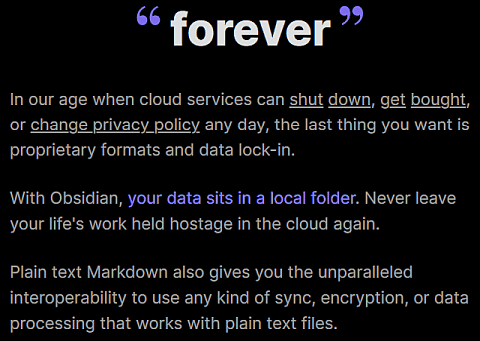 “ forever ”
In our age when cloud services can shut down, get bought,
or change privacy policy any day, the last thing you want is
proprietary formats and data lock-in.
With Obsidian, your data sits in a local folder. Never leave
your life's work held hostage in the cloud again.
Plain text Markdown also gives you the unparalleled
interoperability to use any kind of sync, encryption, or data
processing that works with plain text files.